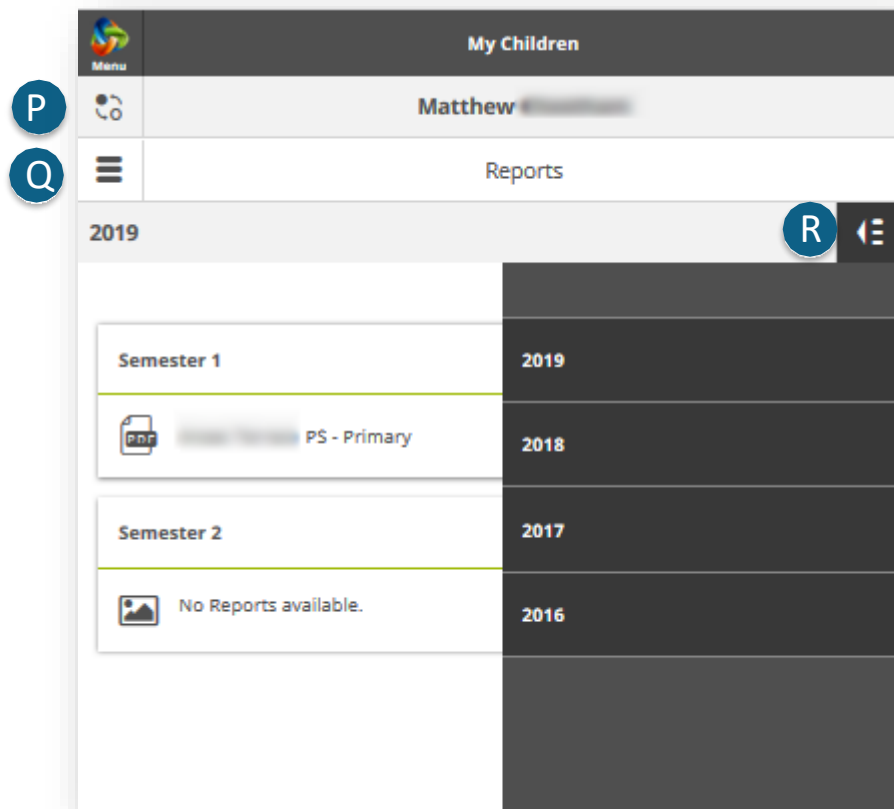 My Children
Menu
P
Matthew
Q
Reports
2019
R
Semester 1
2019
PDF
PS - Primary
2018
Semester 2
2017
No Reports available.
2016